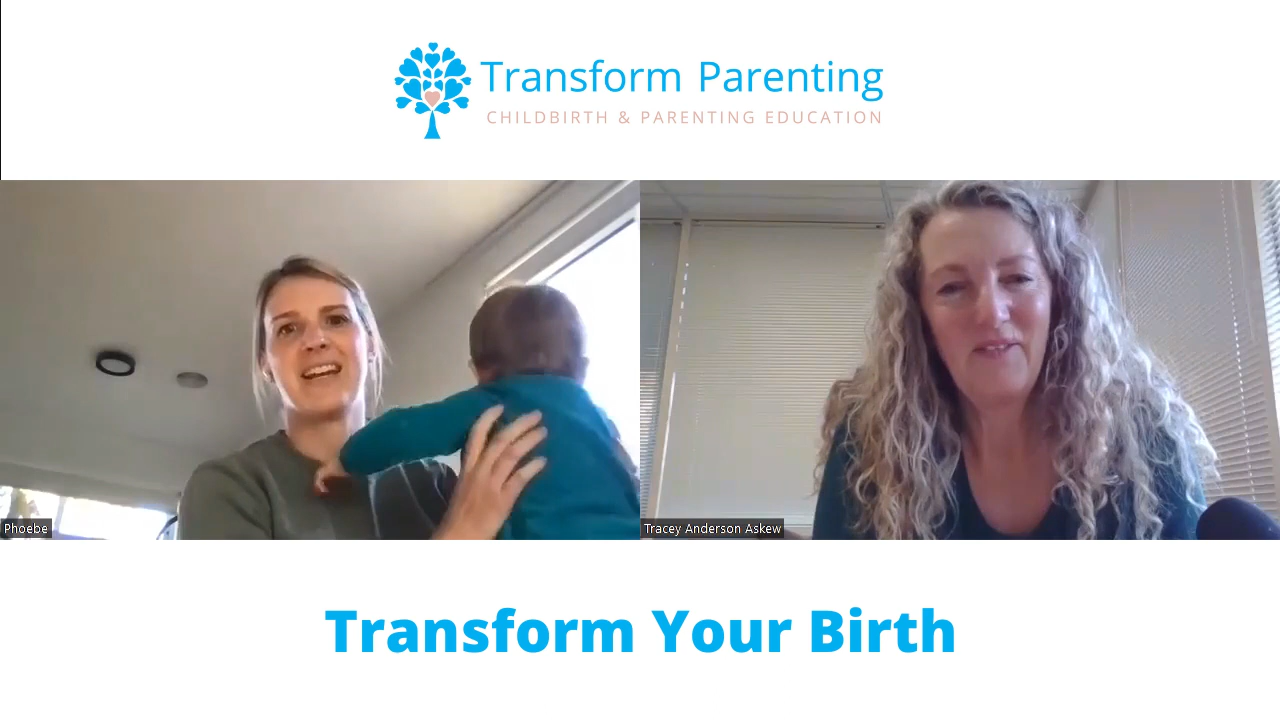 Transform Parenting
CHILDBIRTH & PARENTING EDUCATION
Phoebe
Tracey Anderson Askew
Transform Your Birth